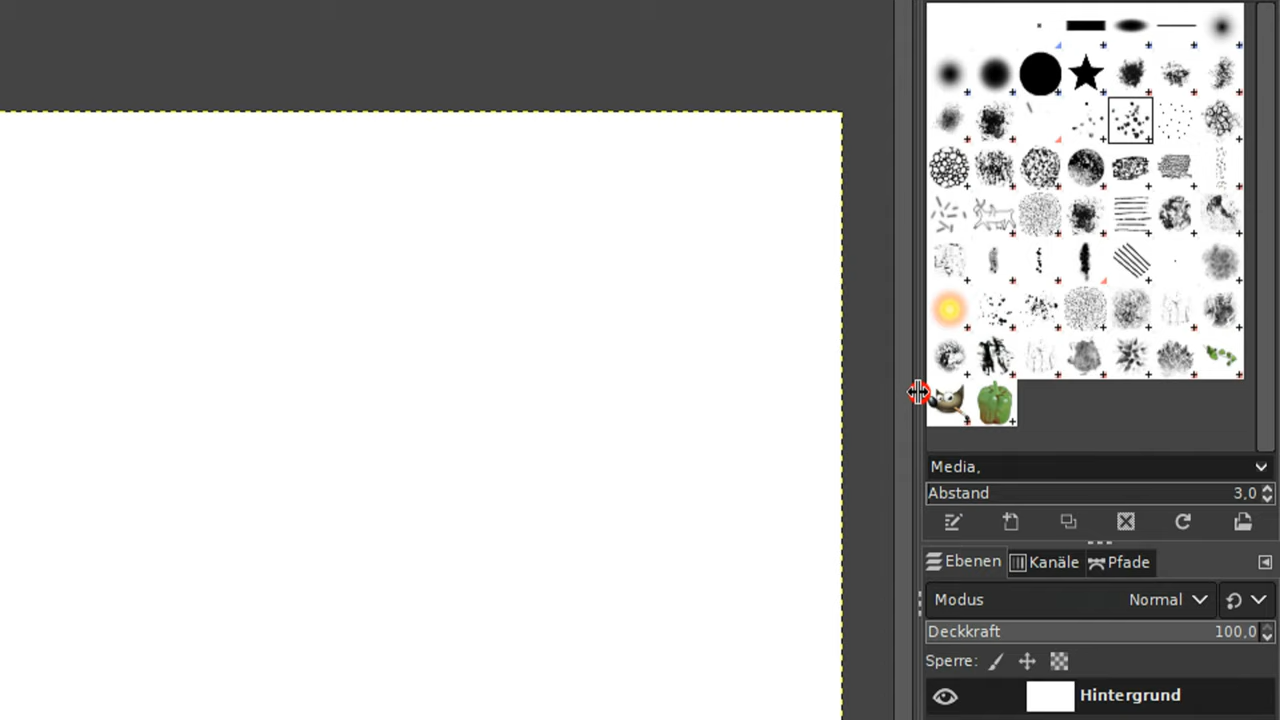 Media,
Abstand 3,0
Ebenen Kanäle Pfade
Modus Normal
Deckkraft 100,0
Sperre:
Hintergrund